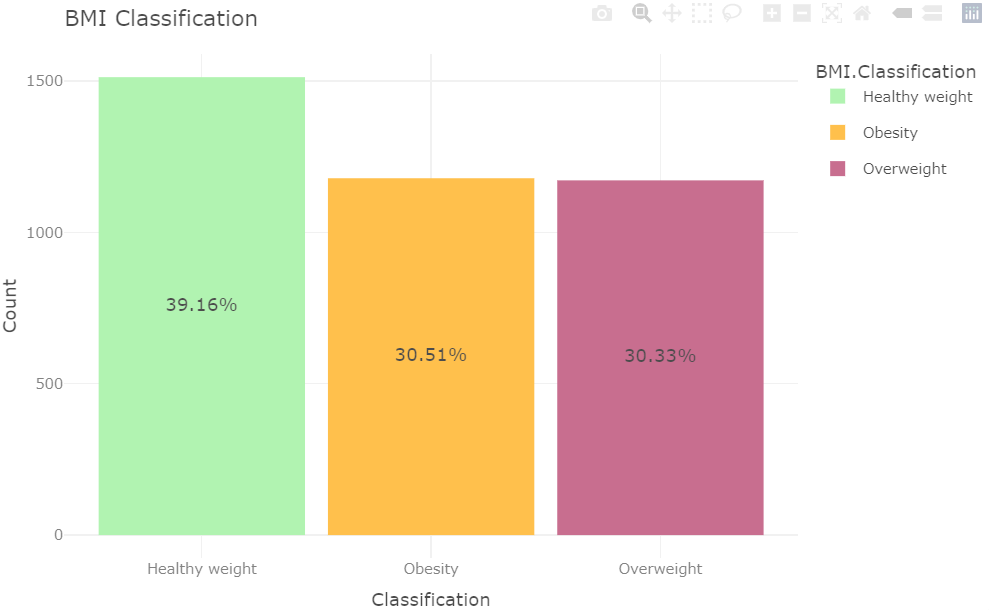 BMI Classification
BMI.Classification
Healthy weight
Obesity
Overweight
1500
1000
500
0
Count
39.16%
30.51%
30.33%
Healthy weight
Obesity
Overweight
Classification